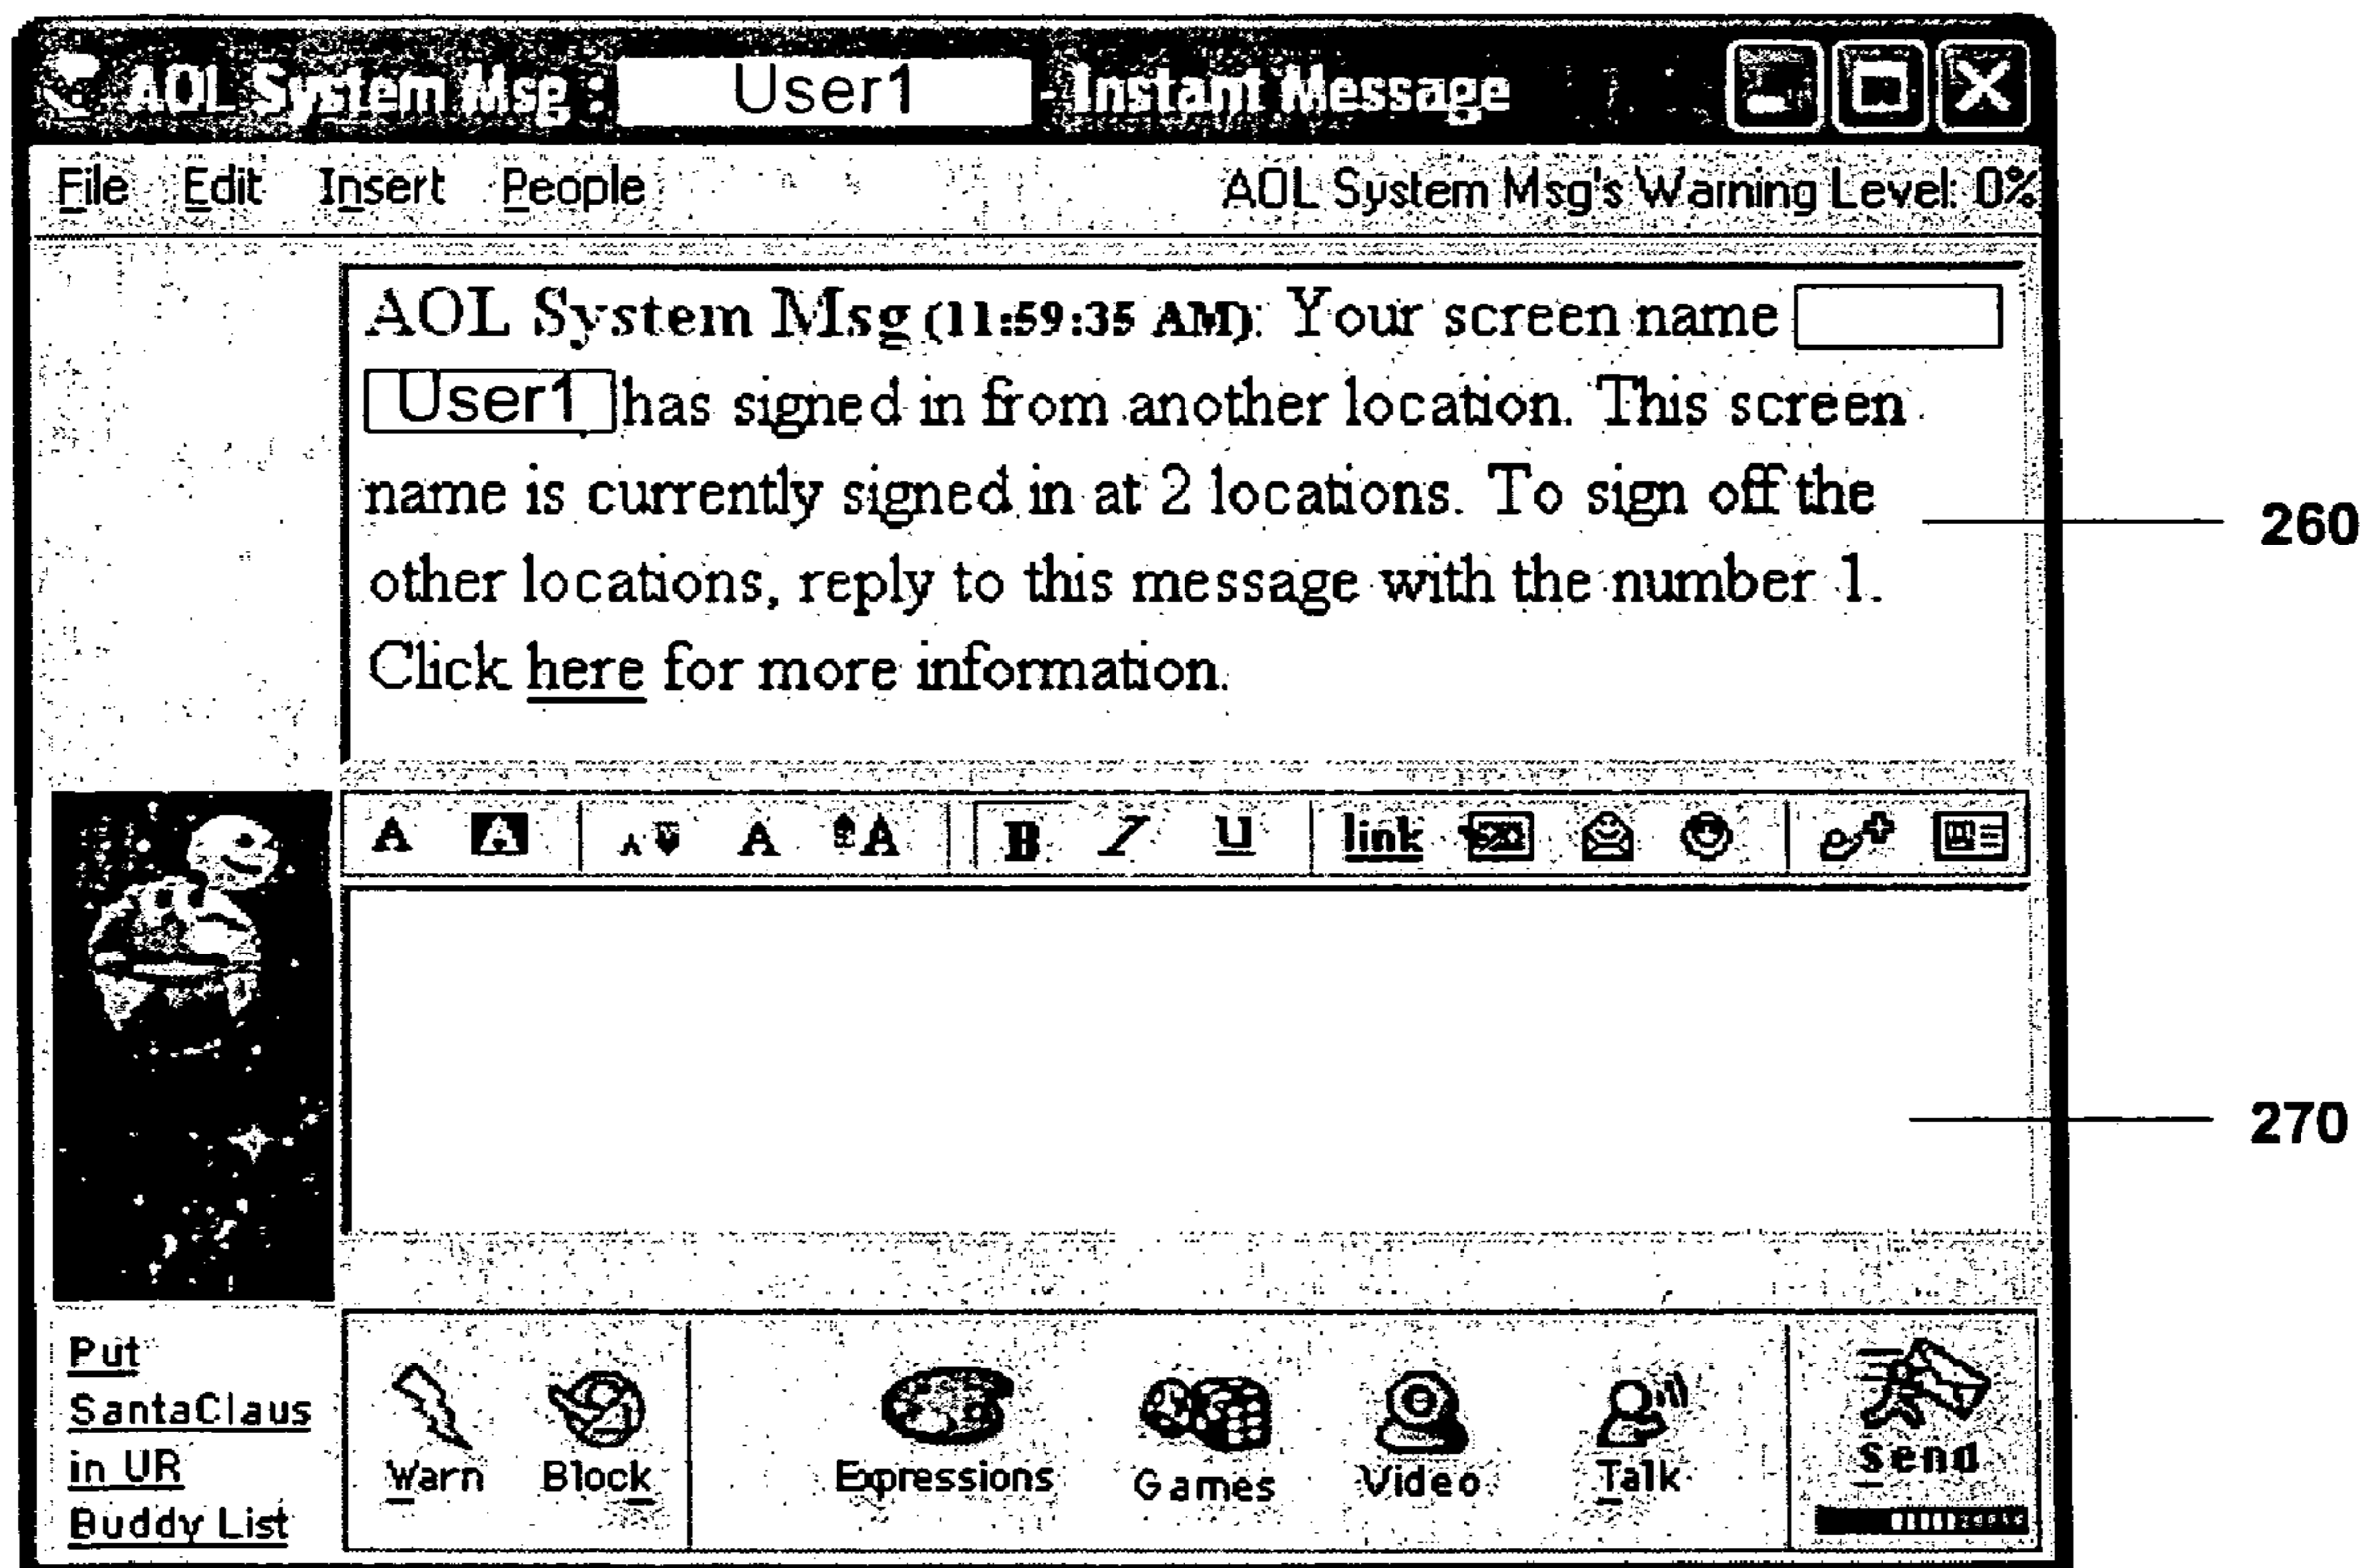 AOL System Msg : User1 - Instant Message
File Edit Insert People AOL System Msg's Warning Level: 0%
AOL System Msg (11:59:35 AM): Your screen name
User1 has signed in from another location. This screen
name is currently signed in at 2 locations. To sign off the
other locations, reply to this message with the number 1.
Click here for more information.
260
A A A A A B I U link
270
Put
SantaClaus
in UR
Buddy List
Warn Block Expressions Games Video Talk Send